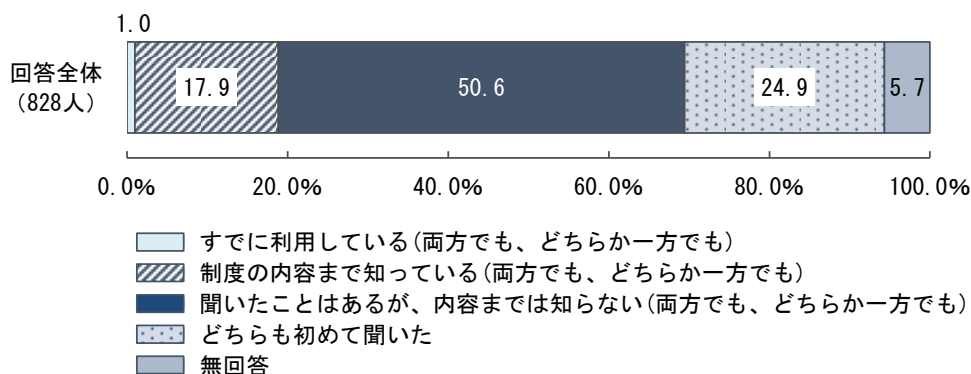 1.0
回答全体
(828人)
17.9
50.6
24.9
5.7
0.0% 20.0% 40.0% 60.0% 80.0% 100.0%
すでに利用している(両方でも、どちらか一方でも)
制度の内容まで知っている(両方でも、どちらか一方でも)
聞いたことはあるが、内容までは知らない(両方でも、どちらか一方でも)
どちらも初めて聞いた
無回答